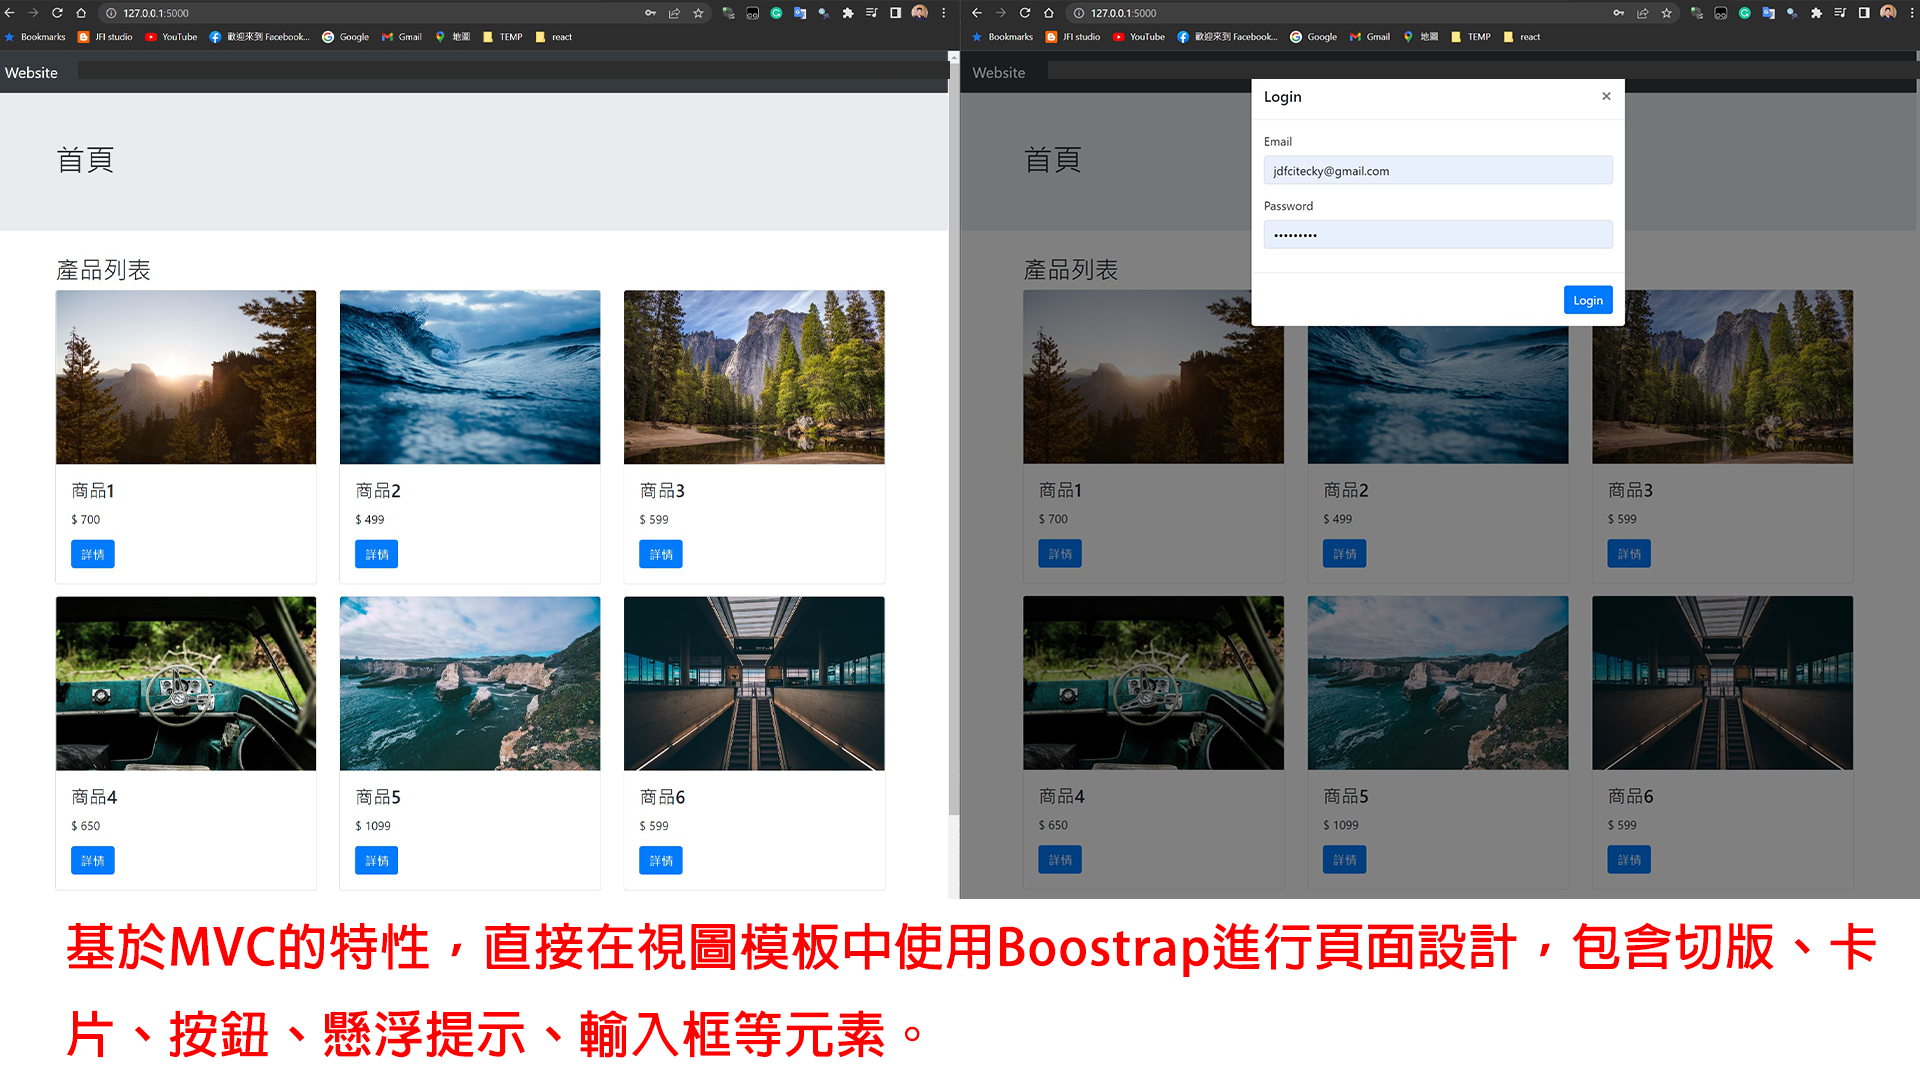 127.0.0.1:5000
Bookmarks JFI studio YouTube 歡迎來到 Facebook... Google Gmail 地圖 TEMP react
Website
首頁
產品列表
商品1
$ 700
詳情
商品2
$ 499
詳情
商品3
$ 599
詳情
商品4
$ 650
詳情
商品5
$ 1099
詳情
商品6
$ 599
詳情
127.0.0.1:5000
Bookmarks JFI studio YouTube 歡迎來到 Facebook... Google Gmail 地圖 TEMP react
Website
Login ×
Email
jdfcitecky@gmail.com
Password
•••••••••
Login
首頁
產品列表
商品1
$ 700
詳情
商品2
$ 499
詳情
商品3
$ 599
詳情
商品4
$ 650
詳情
商品5
$ 1099
詳情
商品6
$ 599
詳情
基於MVC的特性，直接在視圖模板中使用Boostrap進行頁面設計，包含切版、卡
片、按鈕、懸浮提示、輸入框等元素。